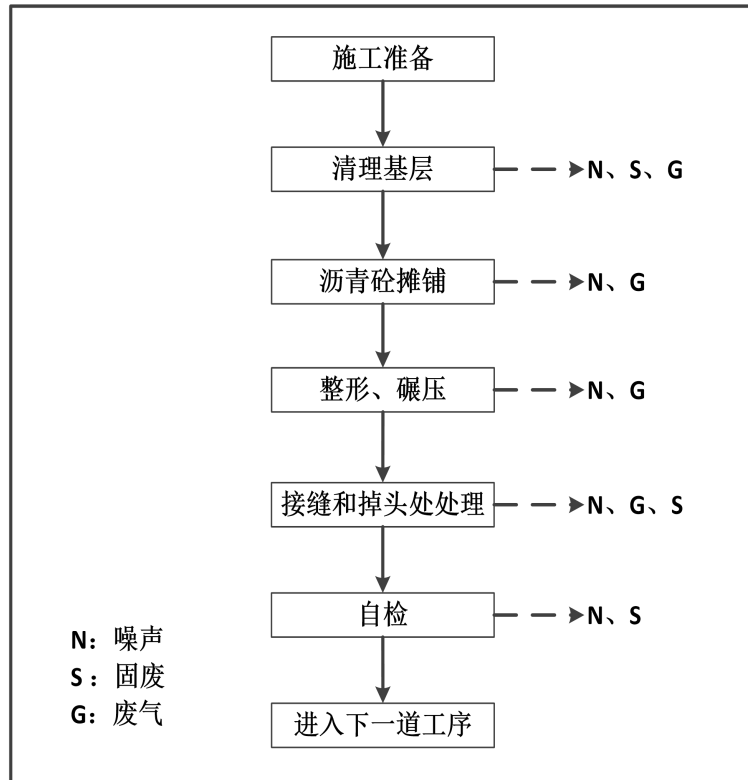 施工准备
清理基层
N、S、G
沥青砼摊铺
N、G
整形、碾压
N、G
接缝和掉头处处理
N、G、S
自检
N、S
N：噪声
S：固废
G：废气
进入下一道工序